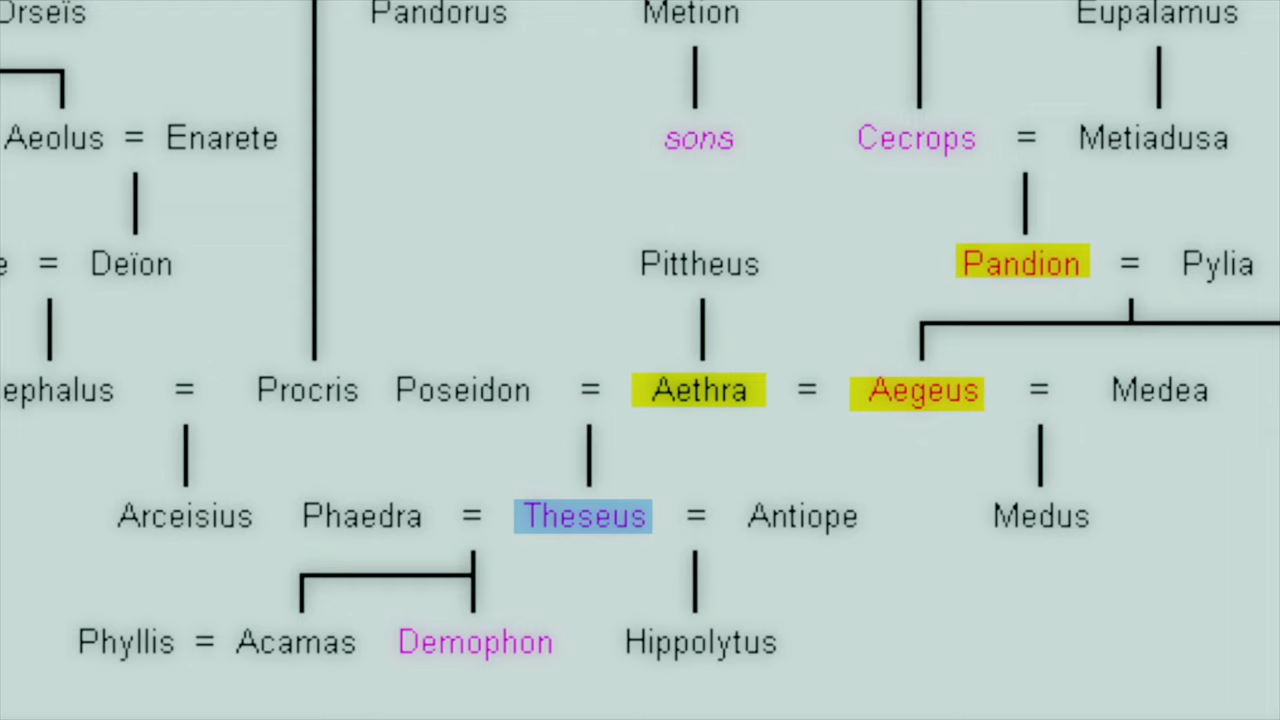 Orseïs Pandorus Metion Eupalamus
Aeolus = Enarete sons Cecrops = Metiadusa
= Deïon Pittheus Pandion = Pylia
ephalus = Procris Poseidon = Aethra = Aegeus = Medea
Arceisius Phaedra = Theseus = Antiope Medus
Phyllis = Acamas Demophon Hippolytus